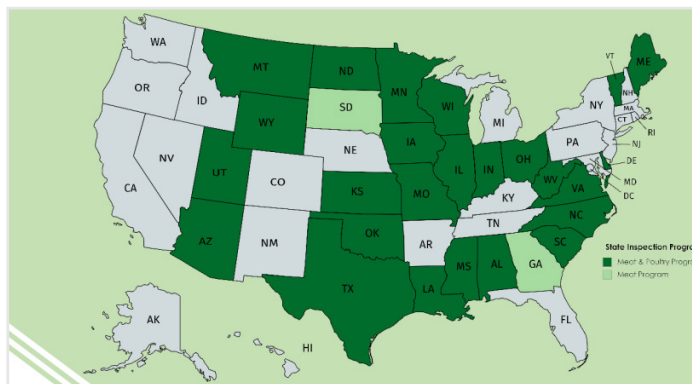 WA
OR
CA
NV
ID
MT
WY
UT
AZ
CO
NM
ND
SD
NE
KS
OK
TX
MN
IA
MO
AR
LA
WI
IL
MI
IN
OH
KY
TN
MS
AL
GA
FL
SC
NC
VA
WV
PA
NY
VT
NH
ME
MA
CT
RI
NJ
DE
MD
DC
AK
HI
State Inspection Progra
Meat & Poultry Progra
Meat Program